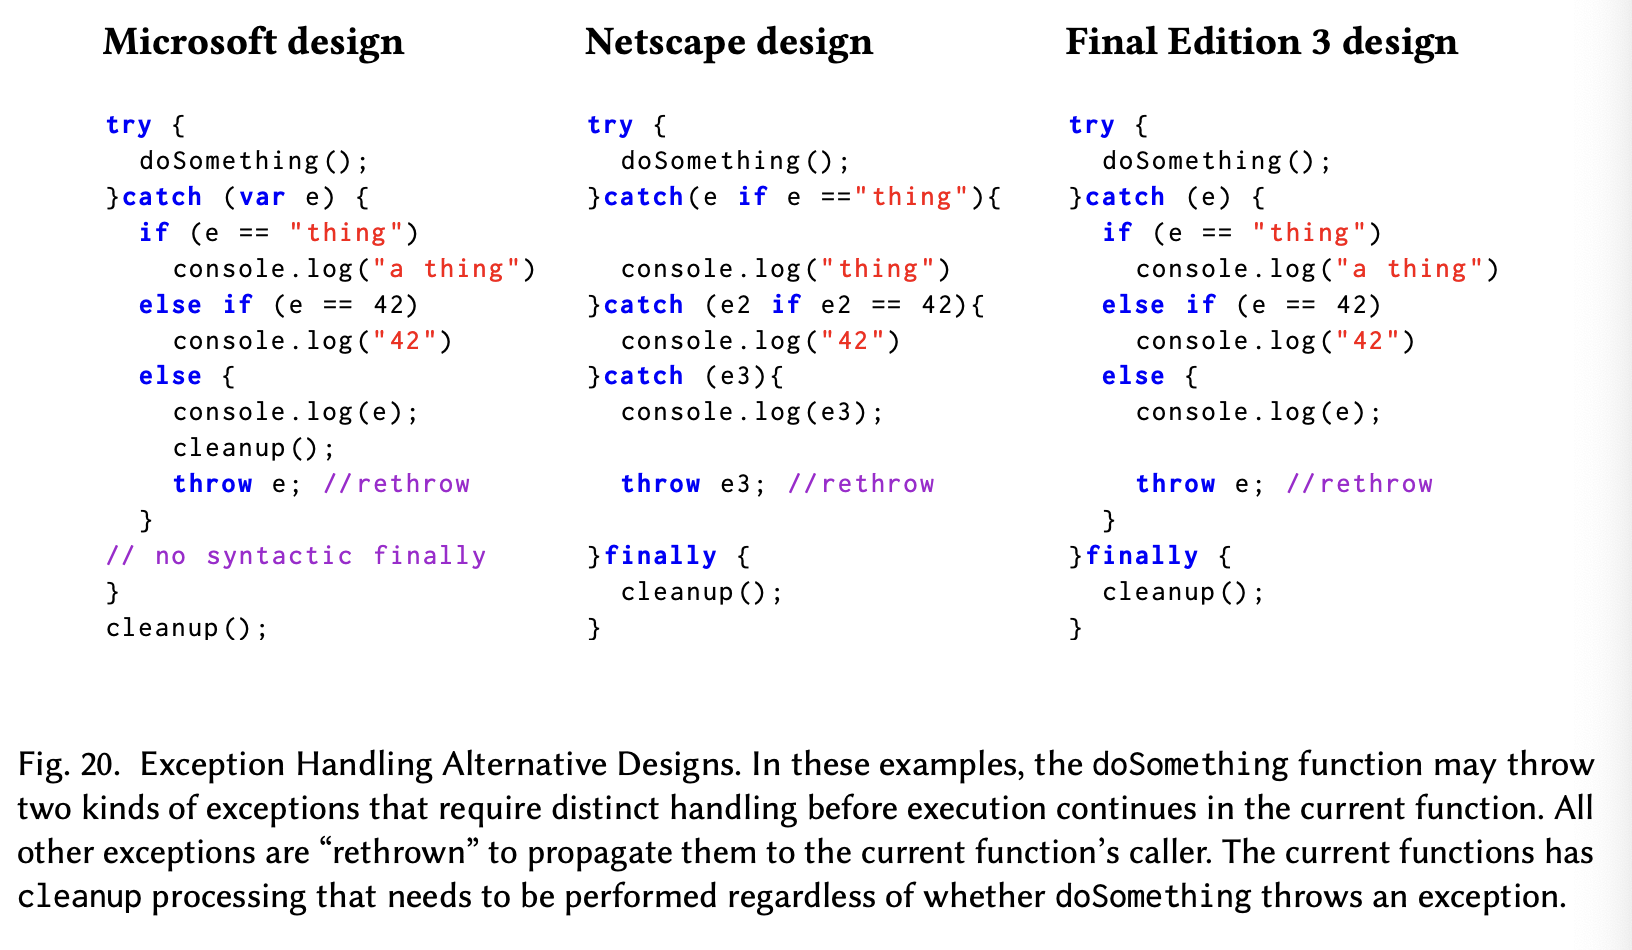 Microsoft design
try {
  doSomething();
}catch (var e) {
  if (e == "thing")
    console.log("a thing")
  else if (e == 42)
    console.log("42")
  else {
    console.log(e);
    cleanup();
    throw e; //rethrow
  }
// no syntactic finally
}
cleanup();
Netscape design
try {
  doSomething();
}catch(e if e =="thing"){
  console.log("thing")
}catch (e2 if e2 == 42){
  console.log("42")
}catch (e3){
  console.log(e3);
  throw e3; //rethrow
}finally {
  cleanup();
}
Final Edition 3 design
try {
  doSomething();
}catch (e) {
  if (e == "thing")
    console.log("a thing")
  else if (e == 42)
    console.log("42")
  else {
    console.log(e);
    throw e; //rethrow
  }
}finally {
  cleanup();
}
Fig. 20. Exception Handling Alternative Designs. In these examples, the doSomething function may throw
two kinds of exceptions that require distinct handling before execution continues in the current function. All
other exceptions are “rethrown” to propagate them to the current function’s caller. The current functions has
cleanup processing that needs to be performed regardless of whether doSomething throws an exception.